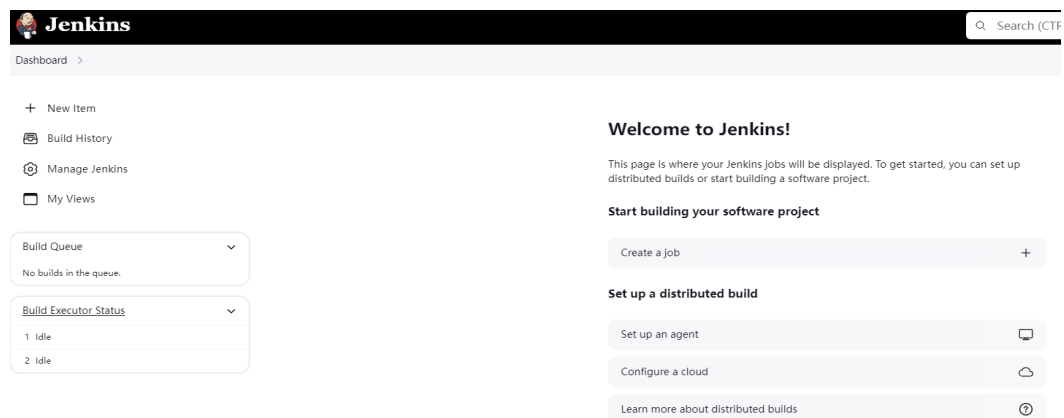 Jenkins
Search (CTR
Dashboard >
New Item
Build History
Manage Jenkins
My Views
Build Queue
No builds in the queue.
Build Executor Status
1 Idle
2 Idle
Welcome to Jenkins!
This page is where your Jenkins jobs will be displayed. To get started, you can set up
distributed builds or start building a software project.
Start building your software project
Create a job
Set up a distributed build
Set up an agent
Configure a cloud
Learn more about distributed builds